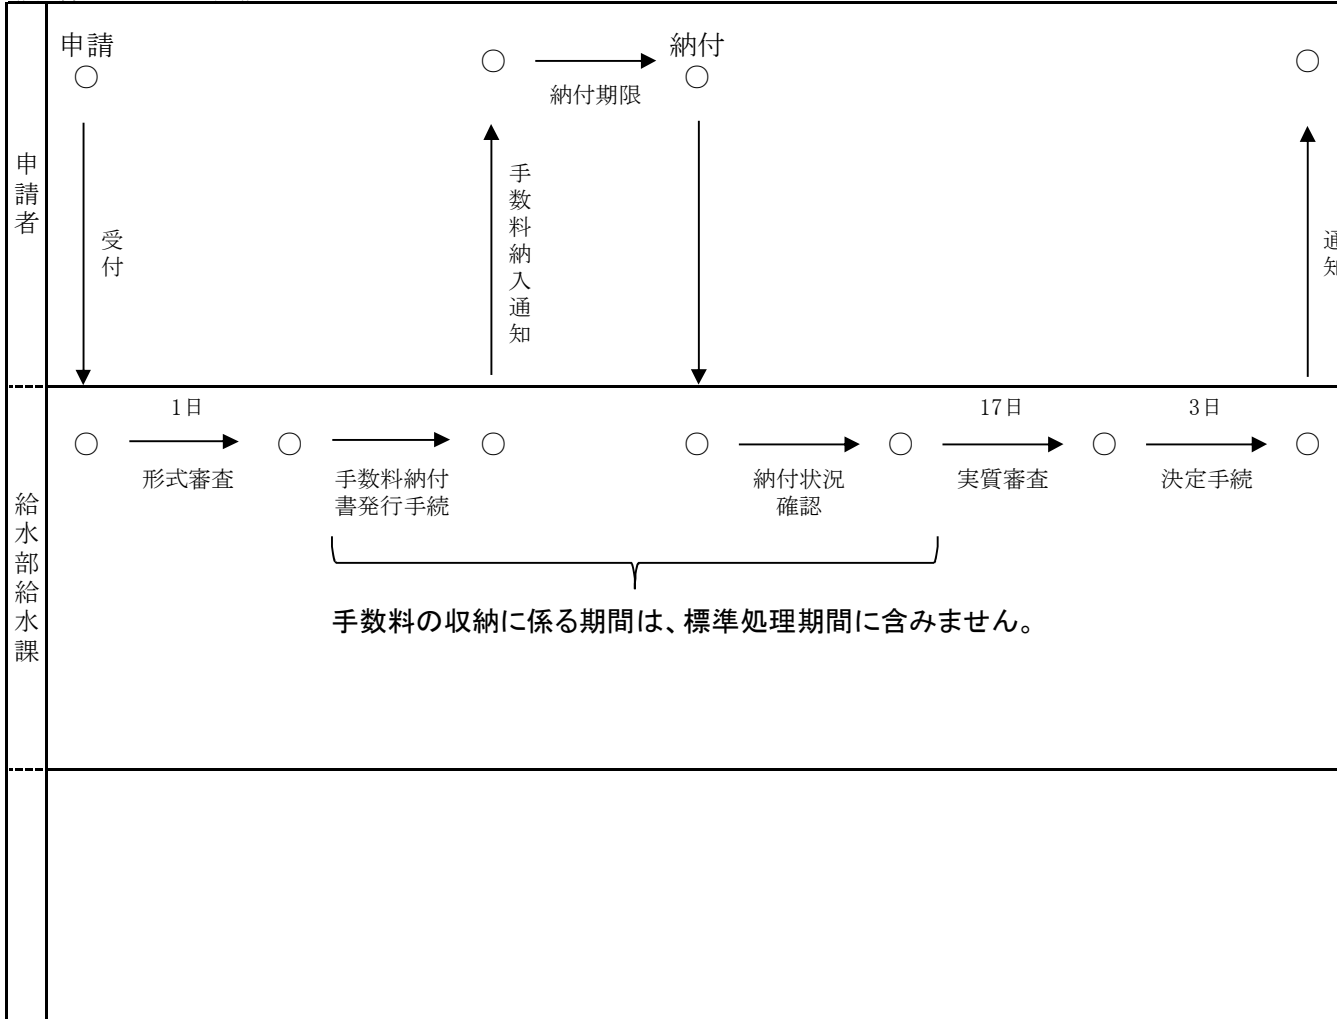 申請
納付
納付期限
申請者
受付
手数料納入通知
通知
1日
17日
3日
形式審査
手数料納付
書発行手続
納付状況
確認
実質審査
決定手続
給水部給水課
手数料の収納に係る期間は、標準処理期間に含みません。